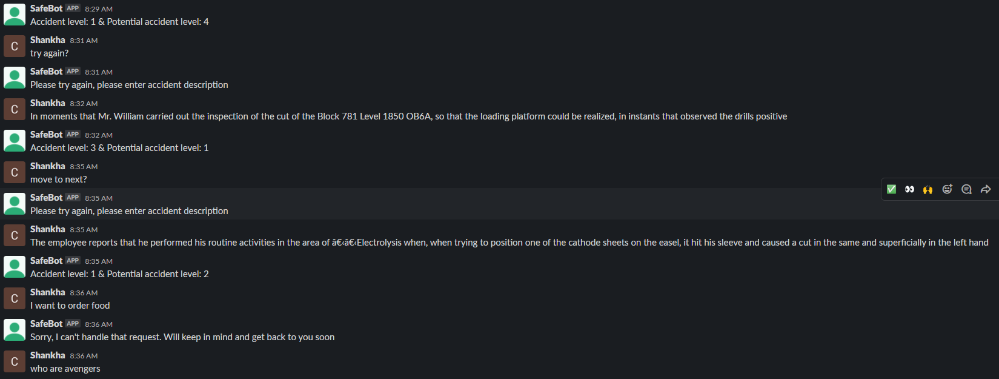 SafeBot APP 8:29 AM
Accident level: 1 & Potential accident level: 4
C Shankha 8:31 AM
try again?
SafeBot APP 8:31 AM
Please try again, please enter accident description
C Shankha 8:32 AM
In moments that Mr. William carried out the inspection of the cut of the Block 781 Level 1850 OB6A, so that the loading platform could be realized, in instants that observed the drills positive
SafeBot APP 8:32 AM
Accident level: 3 & Potential accident level: 1
C Shankha 8:35 AM
move to next?
SafeBot APP 8:35 AM
Please try again, please enter accident description
C Shankha 8:35 AM
The employee reports that he performed his routine activities in the area of â€‹â€‹Electrolysis when, when trying to position one of the cathode sheets on the easel, it hit his sleeve and caused a cut in the same and superficially in the left hand
SafeBot APP 8:35 AM
Accident level: 1 & Potential accident level: 2
C Shankha 8:36 AM
I want to order food
SafeBot APP 8:36 AM
Sorry, I can't handle that request. Will keep in mind and get back to you soon
C Shankha 8:36 AM
who are avengers